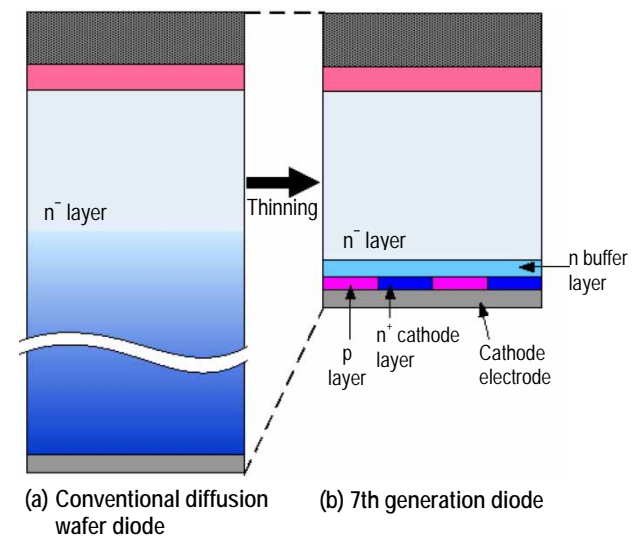 n⁻ layer
Thinning
n⁻ layer
n buffer
layer
p
layer
n⁺ cathode
layer
Cathode
electrode
(a) Conventional diffusion
wafer diode
(b) 7th generation diode